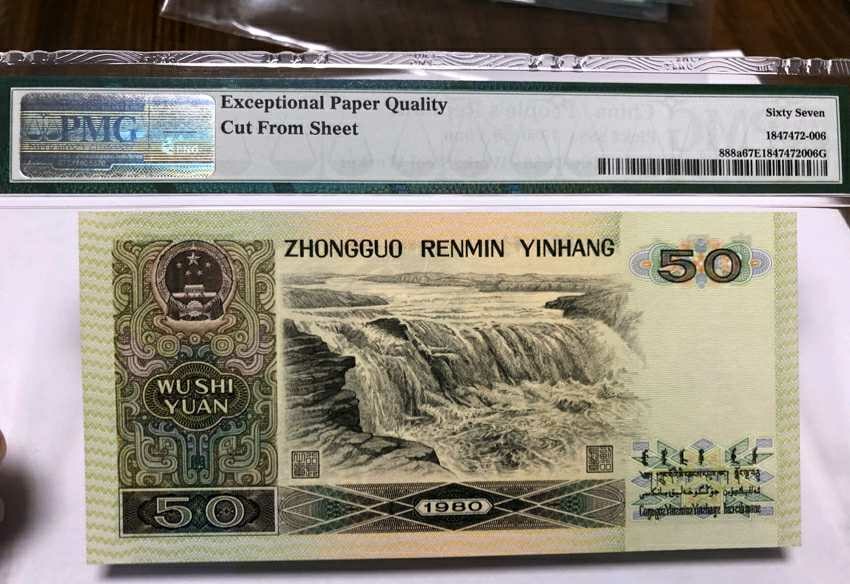 PMG
Exceptional Paper Quality
Cut From Sheet
Sixty Seven
1847472-006
888a67E1847472006G
ZHONGGUO RENMIN YINHANG
50
WU SHI
YUAN
50
1980